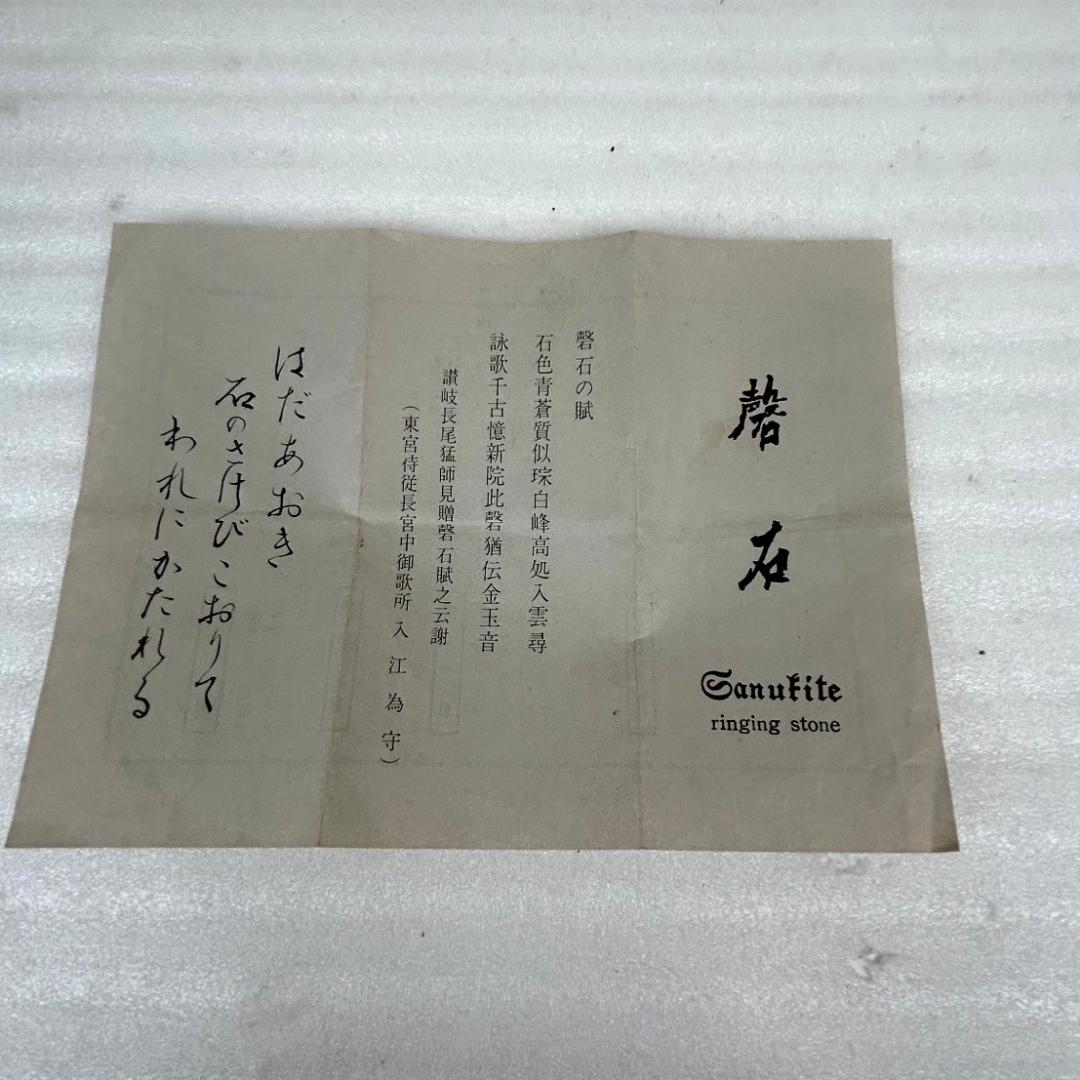 磬石
Sanukite
ringing stone
磬石の賦
石色青蒼質似琮白峰高処入雲尋
詠歌千古憶新院此磬猶伝金玉音
讃岐長尾猛師見贈磬石賦之云謝
（東宮侍従長宮中御歌所 入江為守）
はだあおき
石のさけびこおりて
われにかたれる